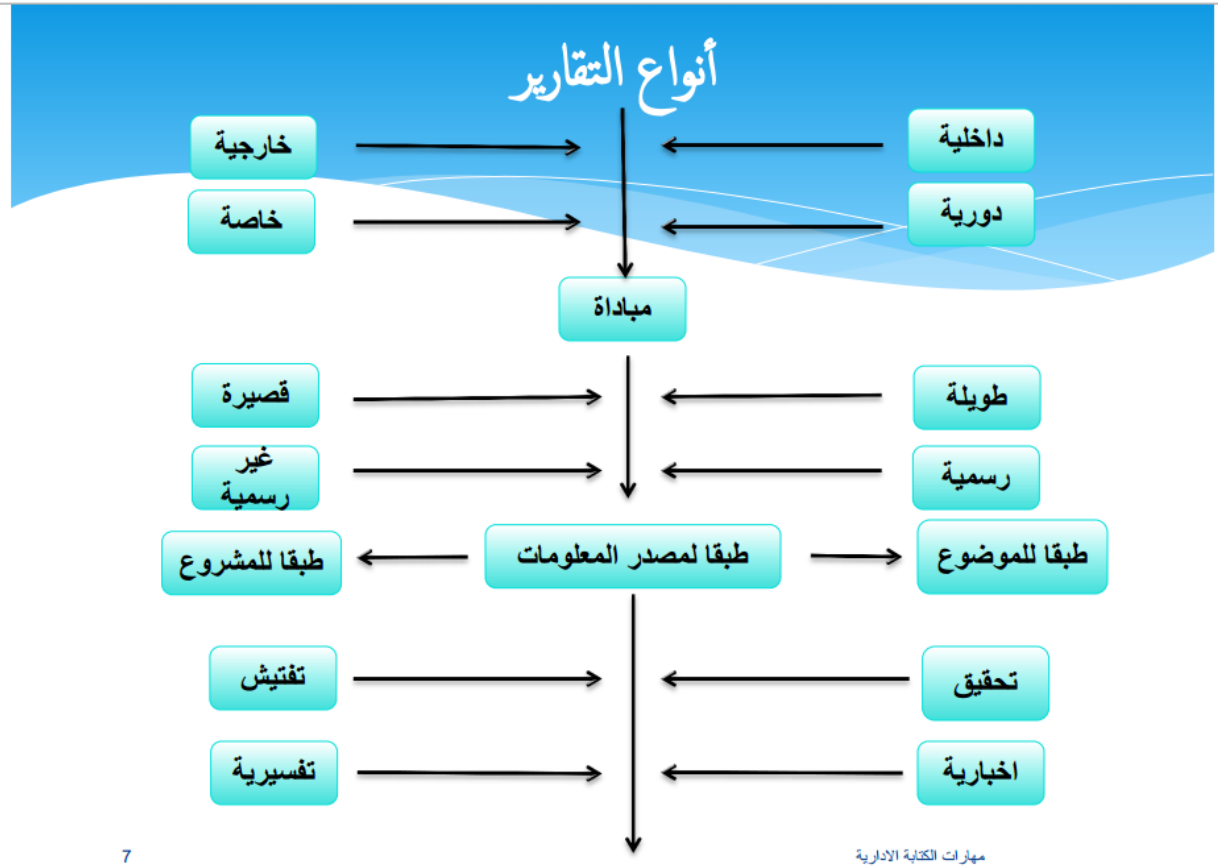 أنواع التقارير
داخلية
خارجية
دورية
خاصة
مباداة
طويلة
قصيرة
رسمية
غير
رسمية
طبقا للموضوع
طبقا لمصدر المعلومات
طبقا للمشروع
تحقيق
تفتيش
اخبارية
تفسيرية
مهارات الكتابة الادارية
7